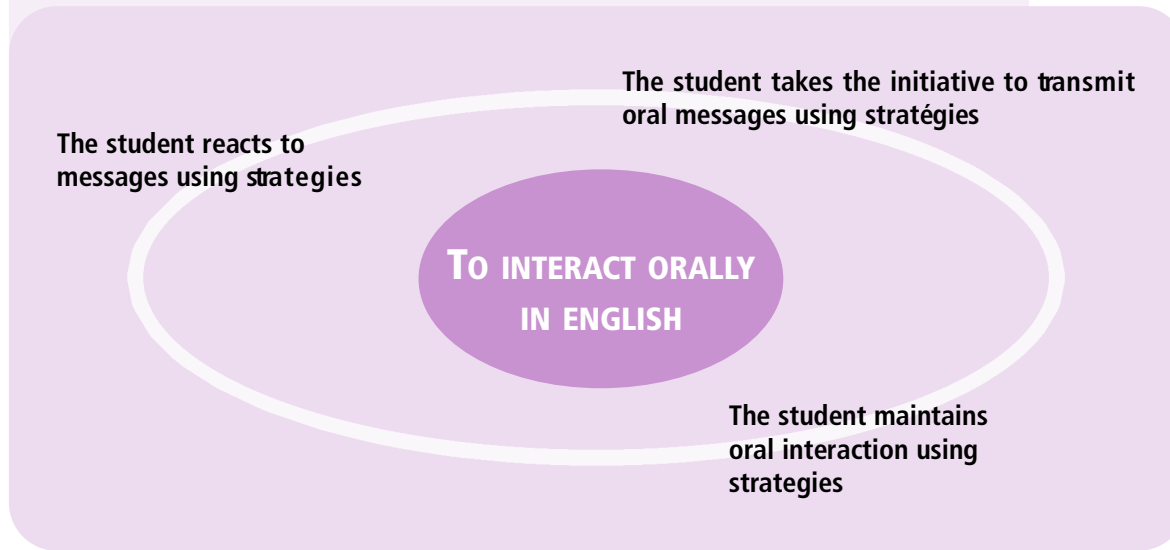 The student takes the initiative to transmit
oral messages using stratégies
The student reacts to
messages using strategies
TO INTERACT ORALLY
IN ENGLISH
The student maintains
oral interaction using
strategies